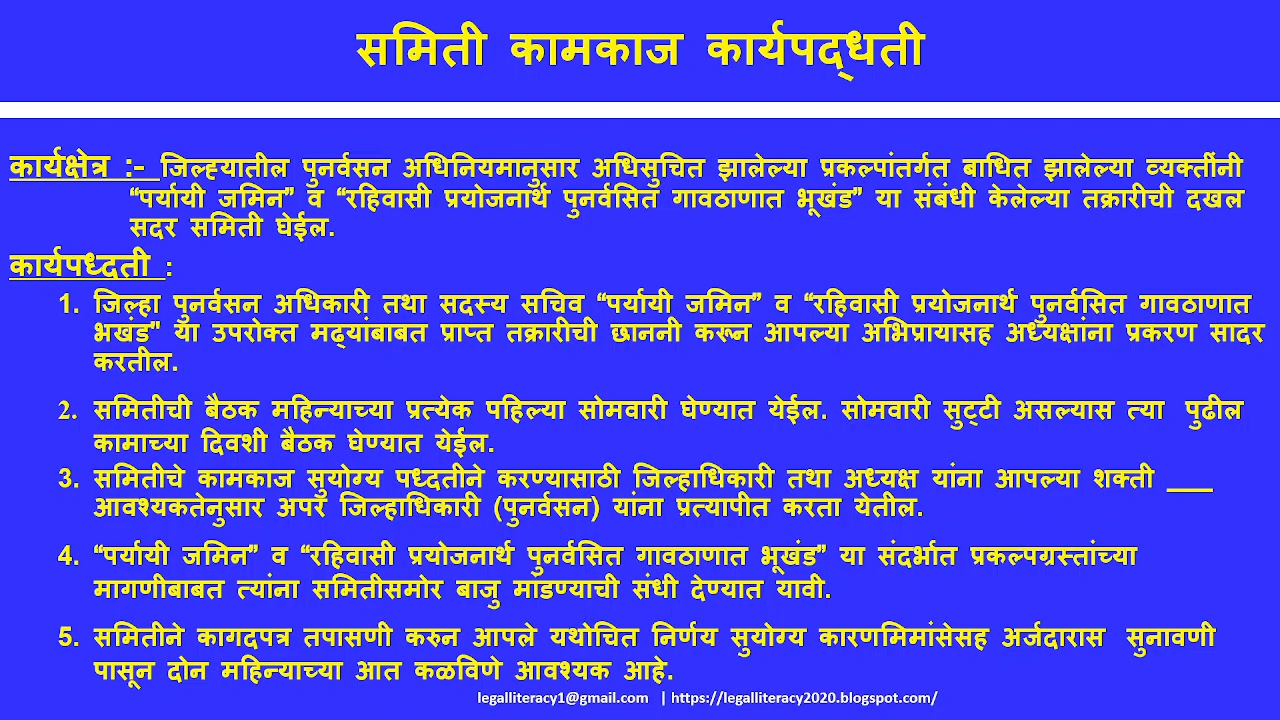 समिती कामकाज कार्यपद्धती
कार्यक्षेत्र :- जिल्ह्यातील पुनर्वसन अधिनियमानुसार अधिसुचित झालेल्या प्रकल्पांतर्गत बाधित झालेल्या व्यक्तींनी
“पर्यायी जमिन” व “रहिवासी प्रयोजनार्थ पुनर्वसित गावठाणात भूखंड” या संबंधी केलेल्या तक्रारीची दखल
सदर समिती घेईल.
कार्यपध्दती :
1. जिल्हा पुनर्वसन अधिकारी तथा सदस्य सचिव “पर्यायी जमिन” व “रहिवासी प्रयोजनार्थ पुनर्वसित गावठाणात
भखंड" या उपरोक्त मढ्यांबाबत प्राप्त तक्रारीची छाननी करून आपल्या अभिप्रायासह अध्यक्षांना प्रकरण सादर
करतील.
2. समितीची बैठक महिन्याच्या प्रत्येक पहिल्या सोमवारी घेण्यात येईल. सोमवारी सुट्टी असल्यास त्या पुढील
कामाच्या दिवशी बैठक घेण्यात येईल.
3. समितीचे कामकाज सुयोग्य पध्दतीने करण्यासाठी जिल्हाधिकारी तथा अध्यक्ष यांना आपल्या शक्ती ___
आवश्यकतेनुसार अपर जिल्हाधिकारी (पुनर्वसन) यांना प्रत्यापीत करता येतील.
4. “पर्यायी जमिन” व “रहिवासी प्रयोजनार्थ पुनर्वसित गावठाणात भूखंड” या संदर्भात प्रकल्पग्रस्तांच्या
मागणीबाबत त्यांना समितीसमोर बाजु मांडण्याची संधी देण्यात यावी.
5. समितीने कागदपत्र तपासणी करुन आपले यथोचित निर्णय सुयोग्य कारणमिमांसेसह अर्जदारास सुनावणी
पासून दोन महिन्याच्या आत कळविणे आवश्यक आहे.
legalliteracy1@gmail.com | https://legalliteracy2020.blogspot.com/